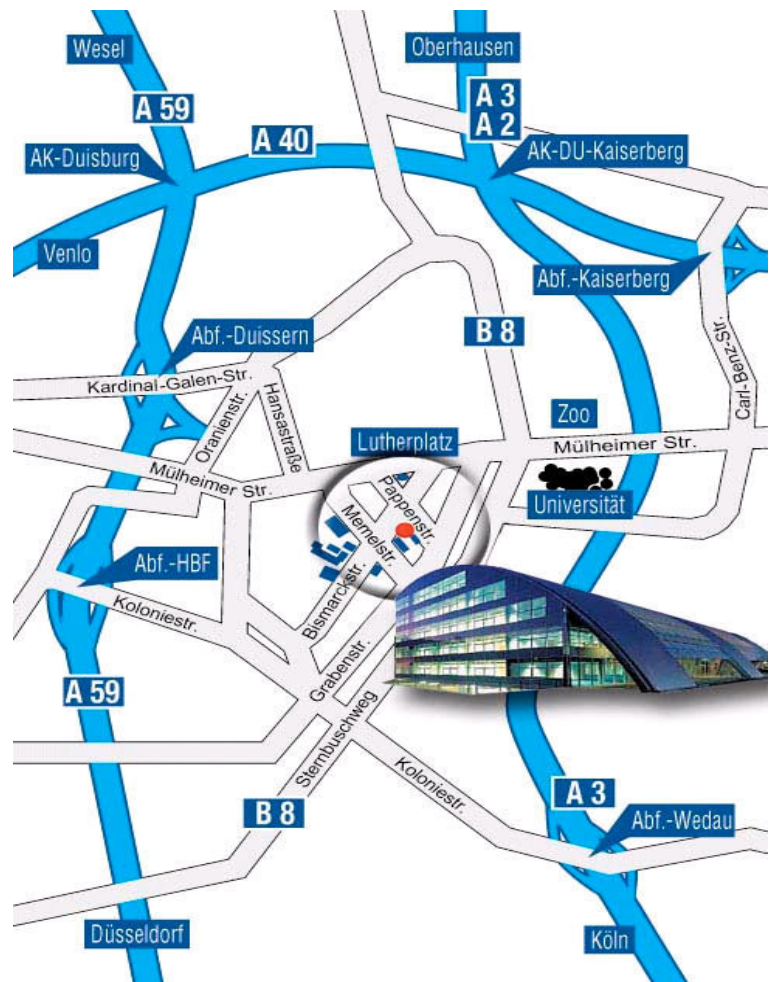 Wesel
Oberhausen
A 59
A 3
A 2
A 40
AK-Duisburg
AK-DU-Kaiserberg
Venlo
Abf.-Kaiserberg
Abf.-Duissern
B 8
Kardinal-Galen-Str.
Carl-Benz-Str.
Oranienstr.
Hansastraße
Zoo
Lutherplatz
Mülheimer Str.
Mülheimer Str.
Pappenstr.
Universität
Memelstr.
Abf.-HBF
Koloniestr.
Bismarckstr.
A 59
Grabenstr.
Sternbuschweg
Koloniestr.
A 3
B 8
Abf.-Wedau
Düsseldorf
Köln